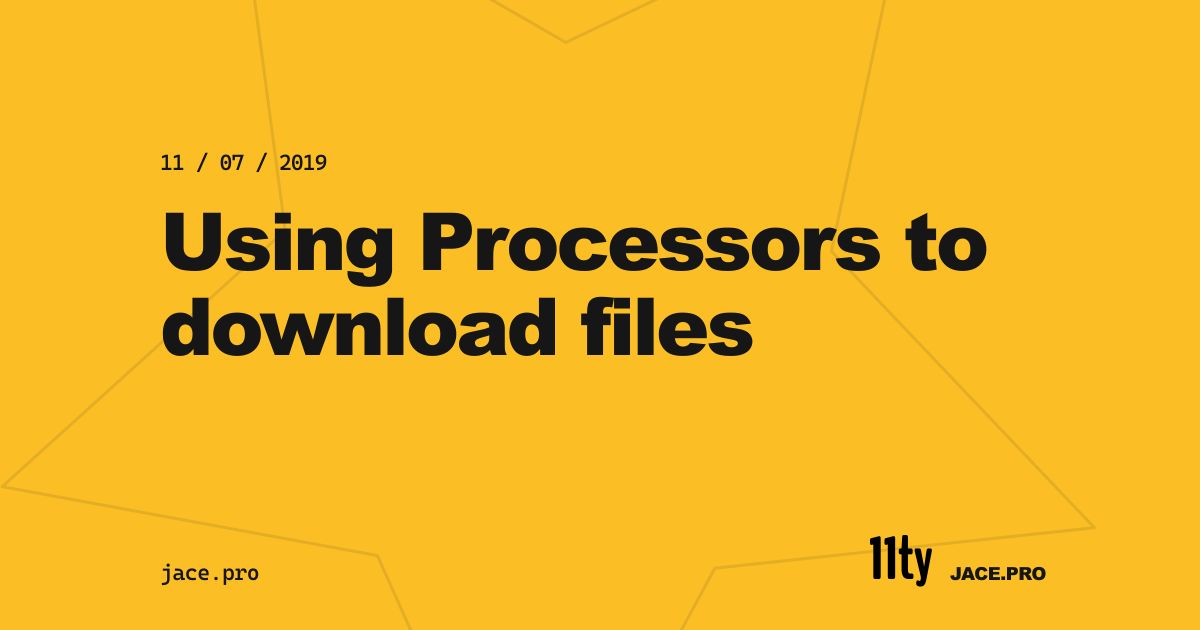 11 / 07 / 2019
Using Processors to
download files
jace.pro
11ty JACE.PRO